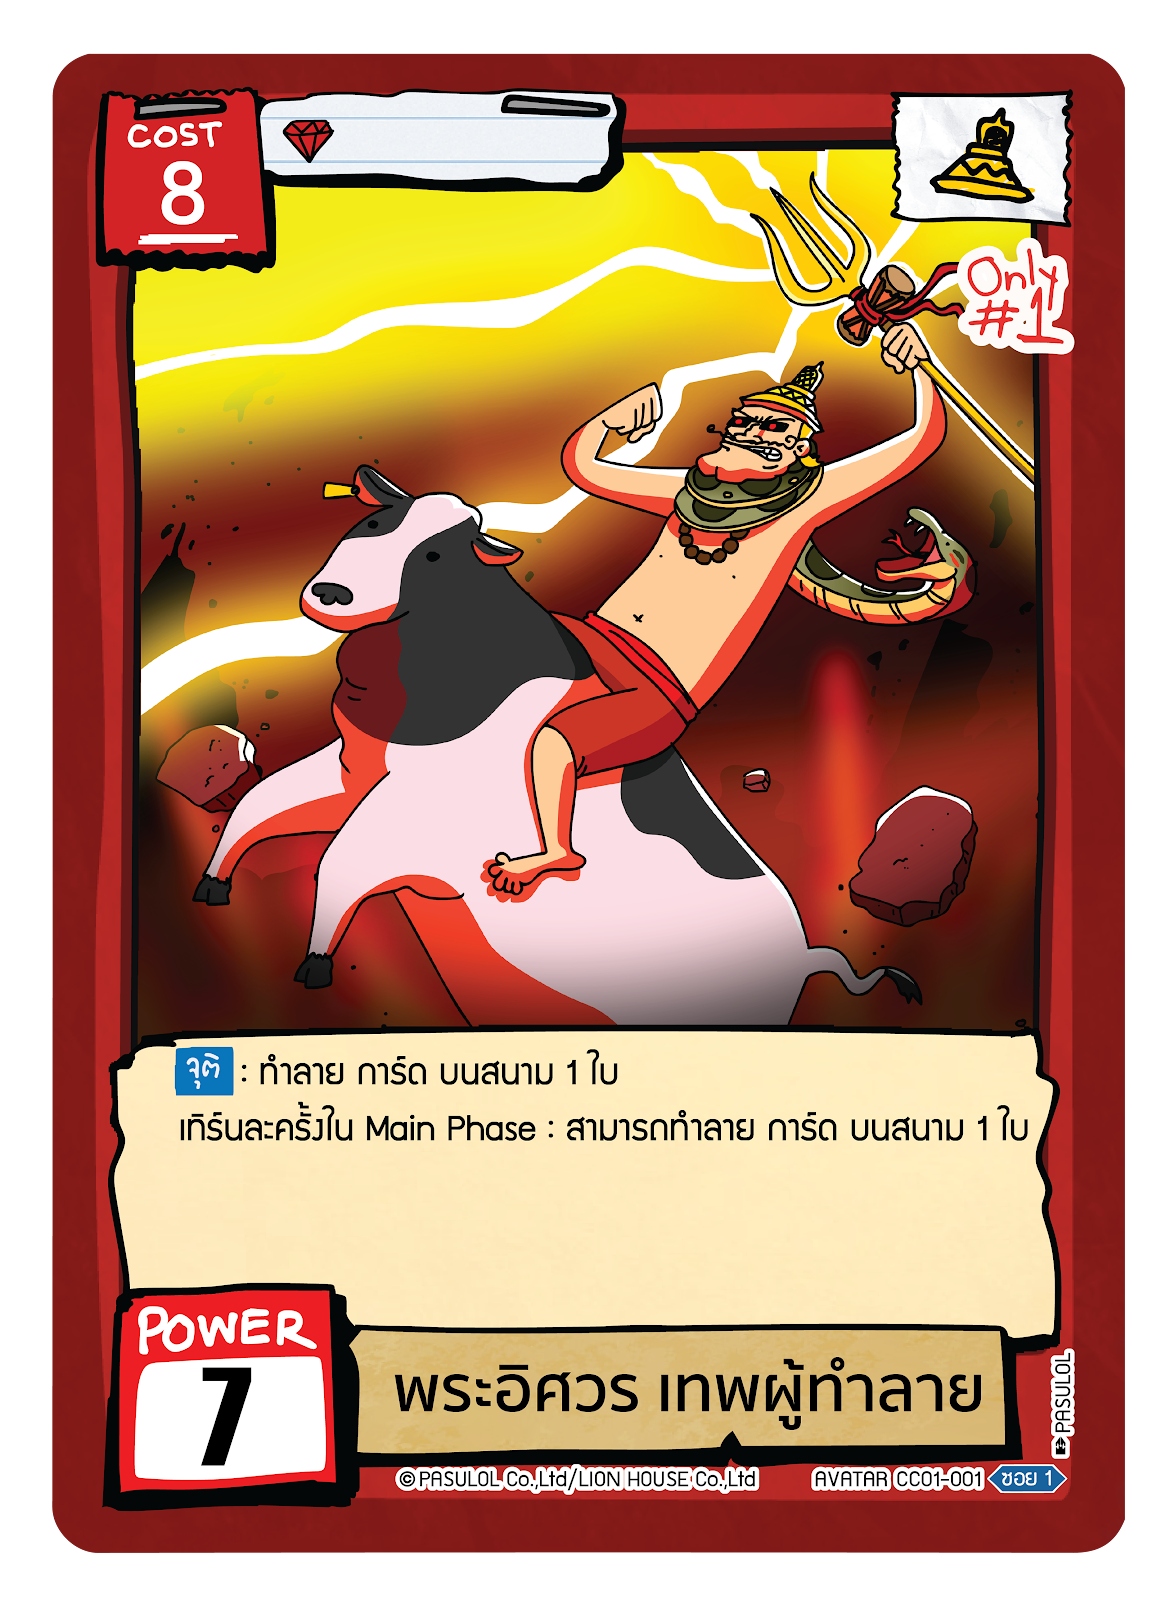 COST
8
Only
#1
จุติ : ทำลาย การ์ด บนสนาม 1 ใบ
เทิร์นละครั้งใน Main Phase : สามารถทำลาย การ์ด บนสนาม 1 ใบ
POWER
7
พระอิศวร เทพผู้ทำลาย
PASULOL
© PASULOL Co.,Ltd/LION HOUSE Co.,Ltd
AVATAR CC01-001 ซอย 1